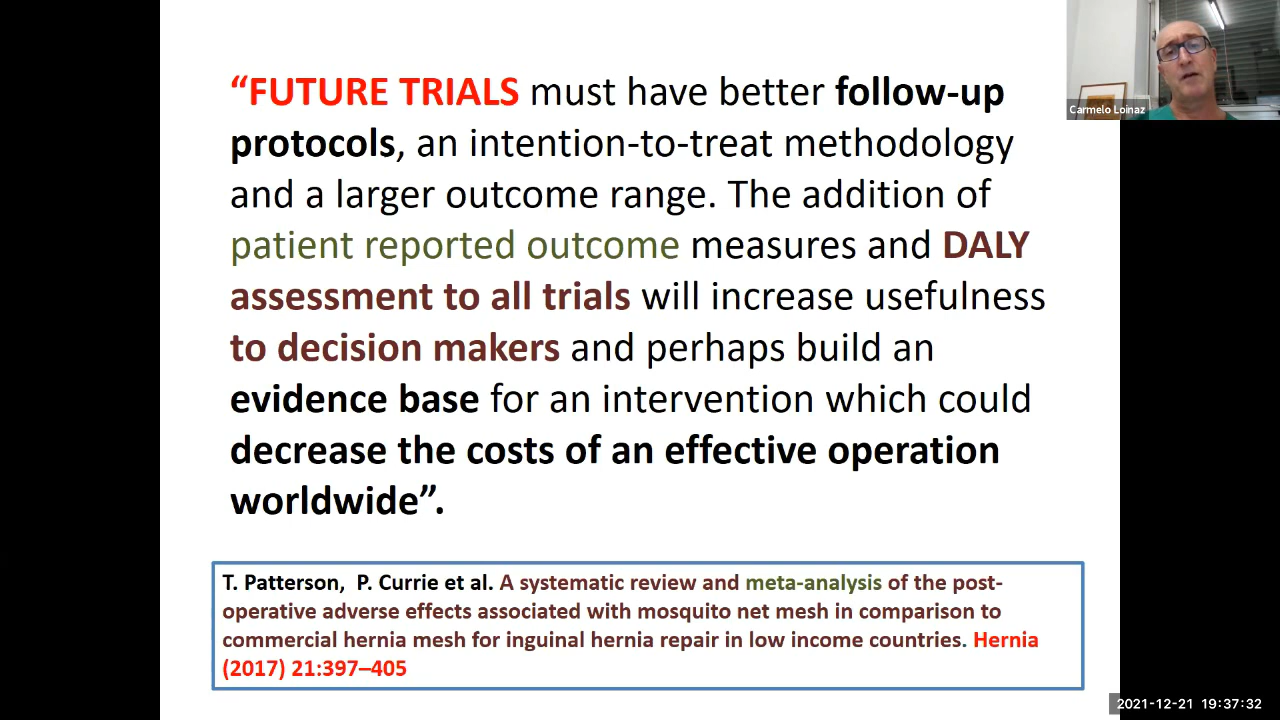 “FUTURE TRIALS must have better follow-up
protocols, an intention-to-treat methodology
and a larger outcome range. The addition of
patient reported outcome measures and DALY
assessment to all trials will increase usefulness
to decision makers and perhaps build an
evidence base for an intervention which could
decrease the costs of an effective operation
worldwide”.
Carmelo Loinaz
T. Patterson, P. Currie et al. A systematic review and meta-analysis of the post-
operative adverse effects associated with mosquito net mesh in comparison to
commercial hernia mesh for inguinal hernia repair in low income countries. Hernia
(2017) 21:397–405
2021-12-21 19:37:32